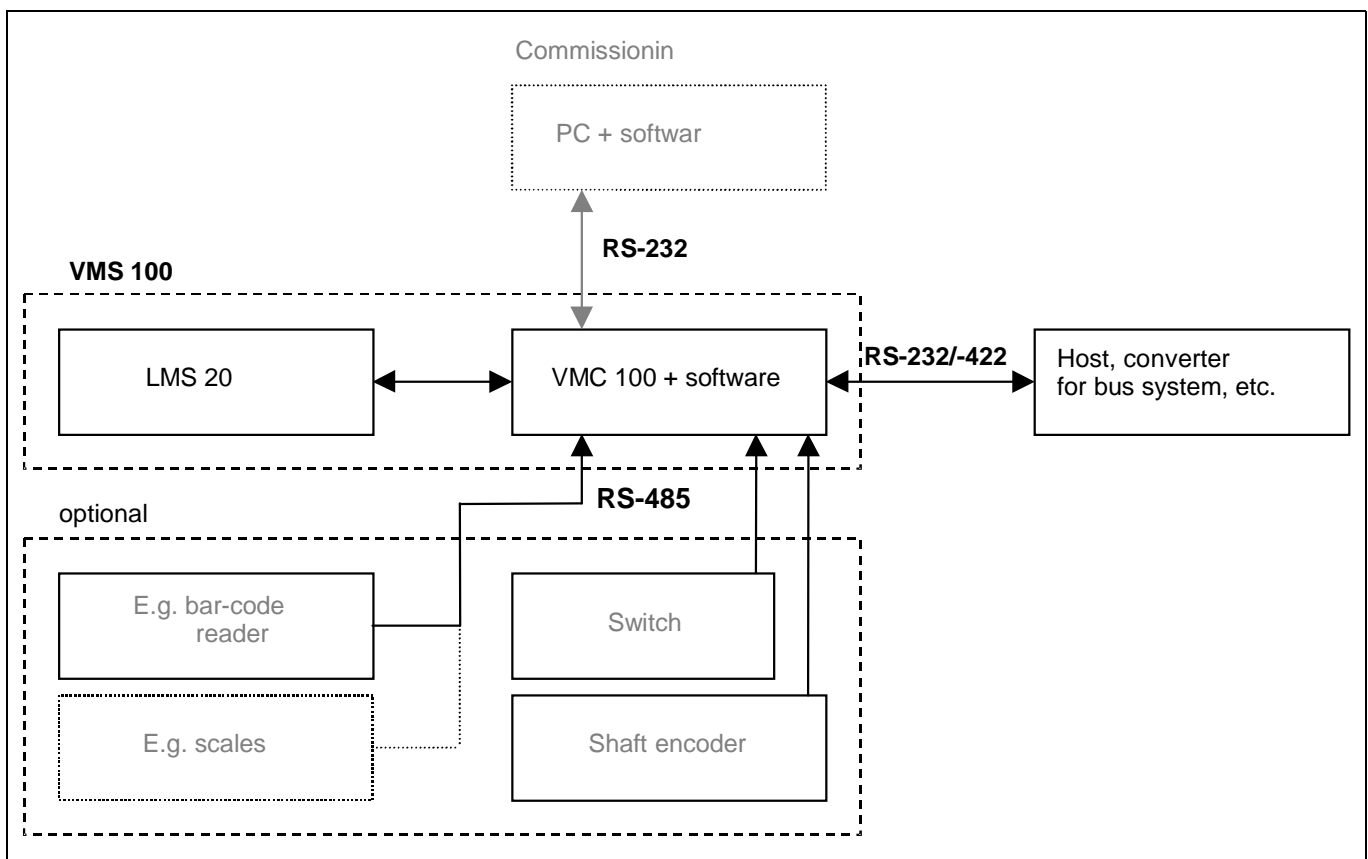 Commissionin
PC + softwar
RS-232
VMS 100
LMS 20
VMC 100 + software
RS-232/-422
Host, converter
for bus system, etc.
RS-485
optional
E.g. bar-code
reader
Switch
E.g. scales
Shaft encoder